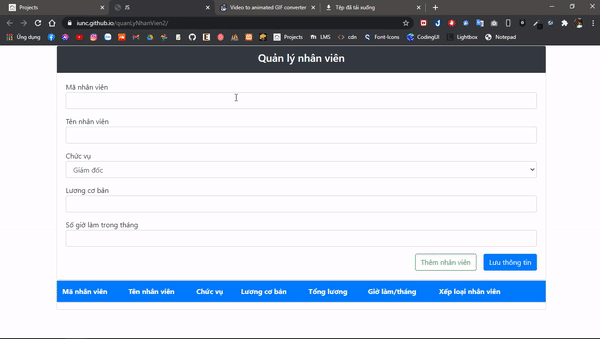 Projects
JS
Video to animated GIF converter
Tệp đã tải xuống
iunc.github.io/quanLyNhanVien2/
Ứng dụng
Projects
LMS
cdn
Font-Icons
CodingUI
Lightbox
Notepad
Quản lý nhân viên
Mã nhân viên
Tên nhân viên
Chức vụ
Giám đốc
Lương cơ bản
Số giờ làm trong tháng
Thêm nhân viên Lưu thông tin
Mã nhân viên Tên nhân viên Chức vụ Lương cơ bản Tổng lương Giờ làm/tháng Xếp loại nhân viên